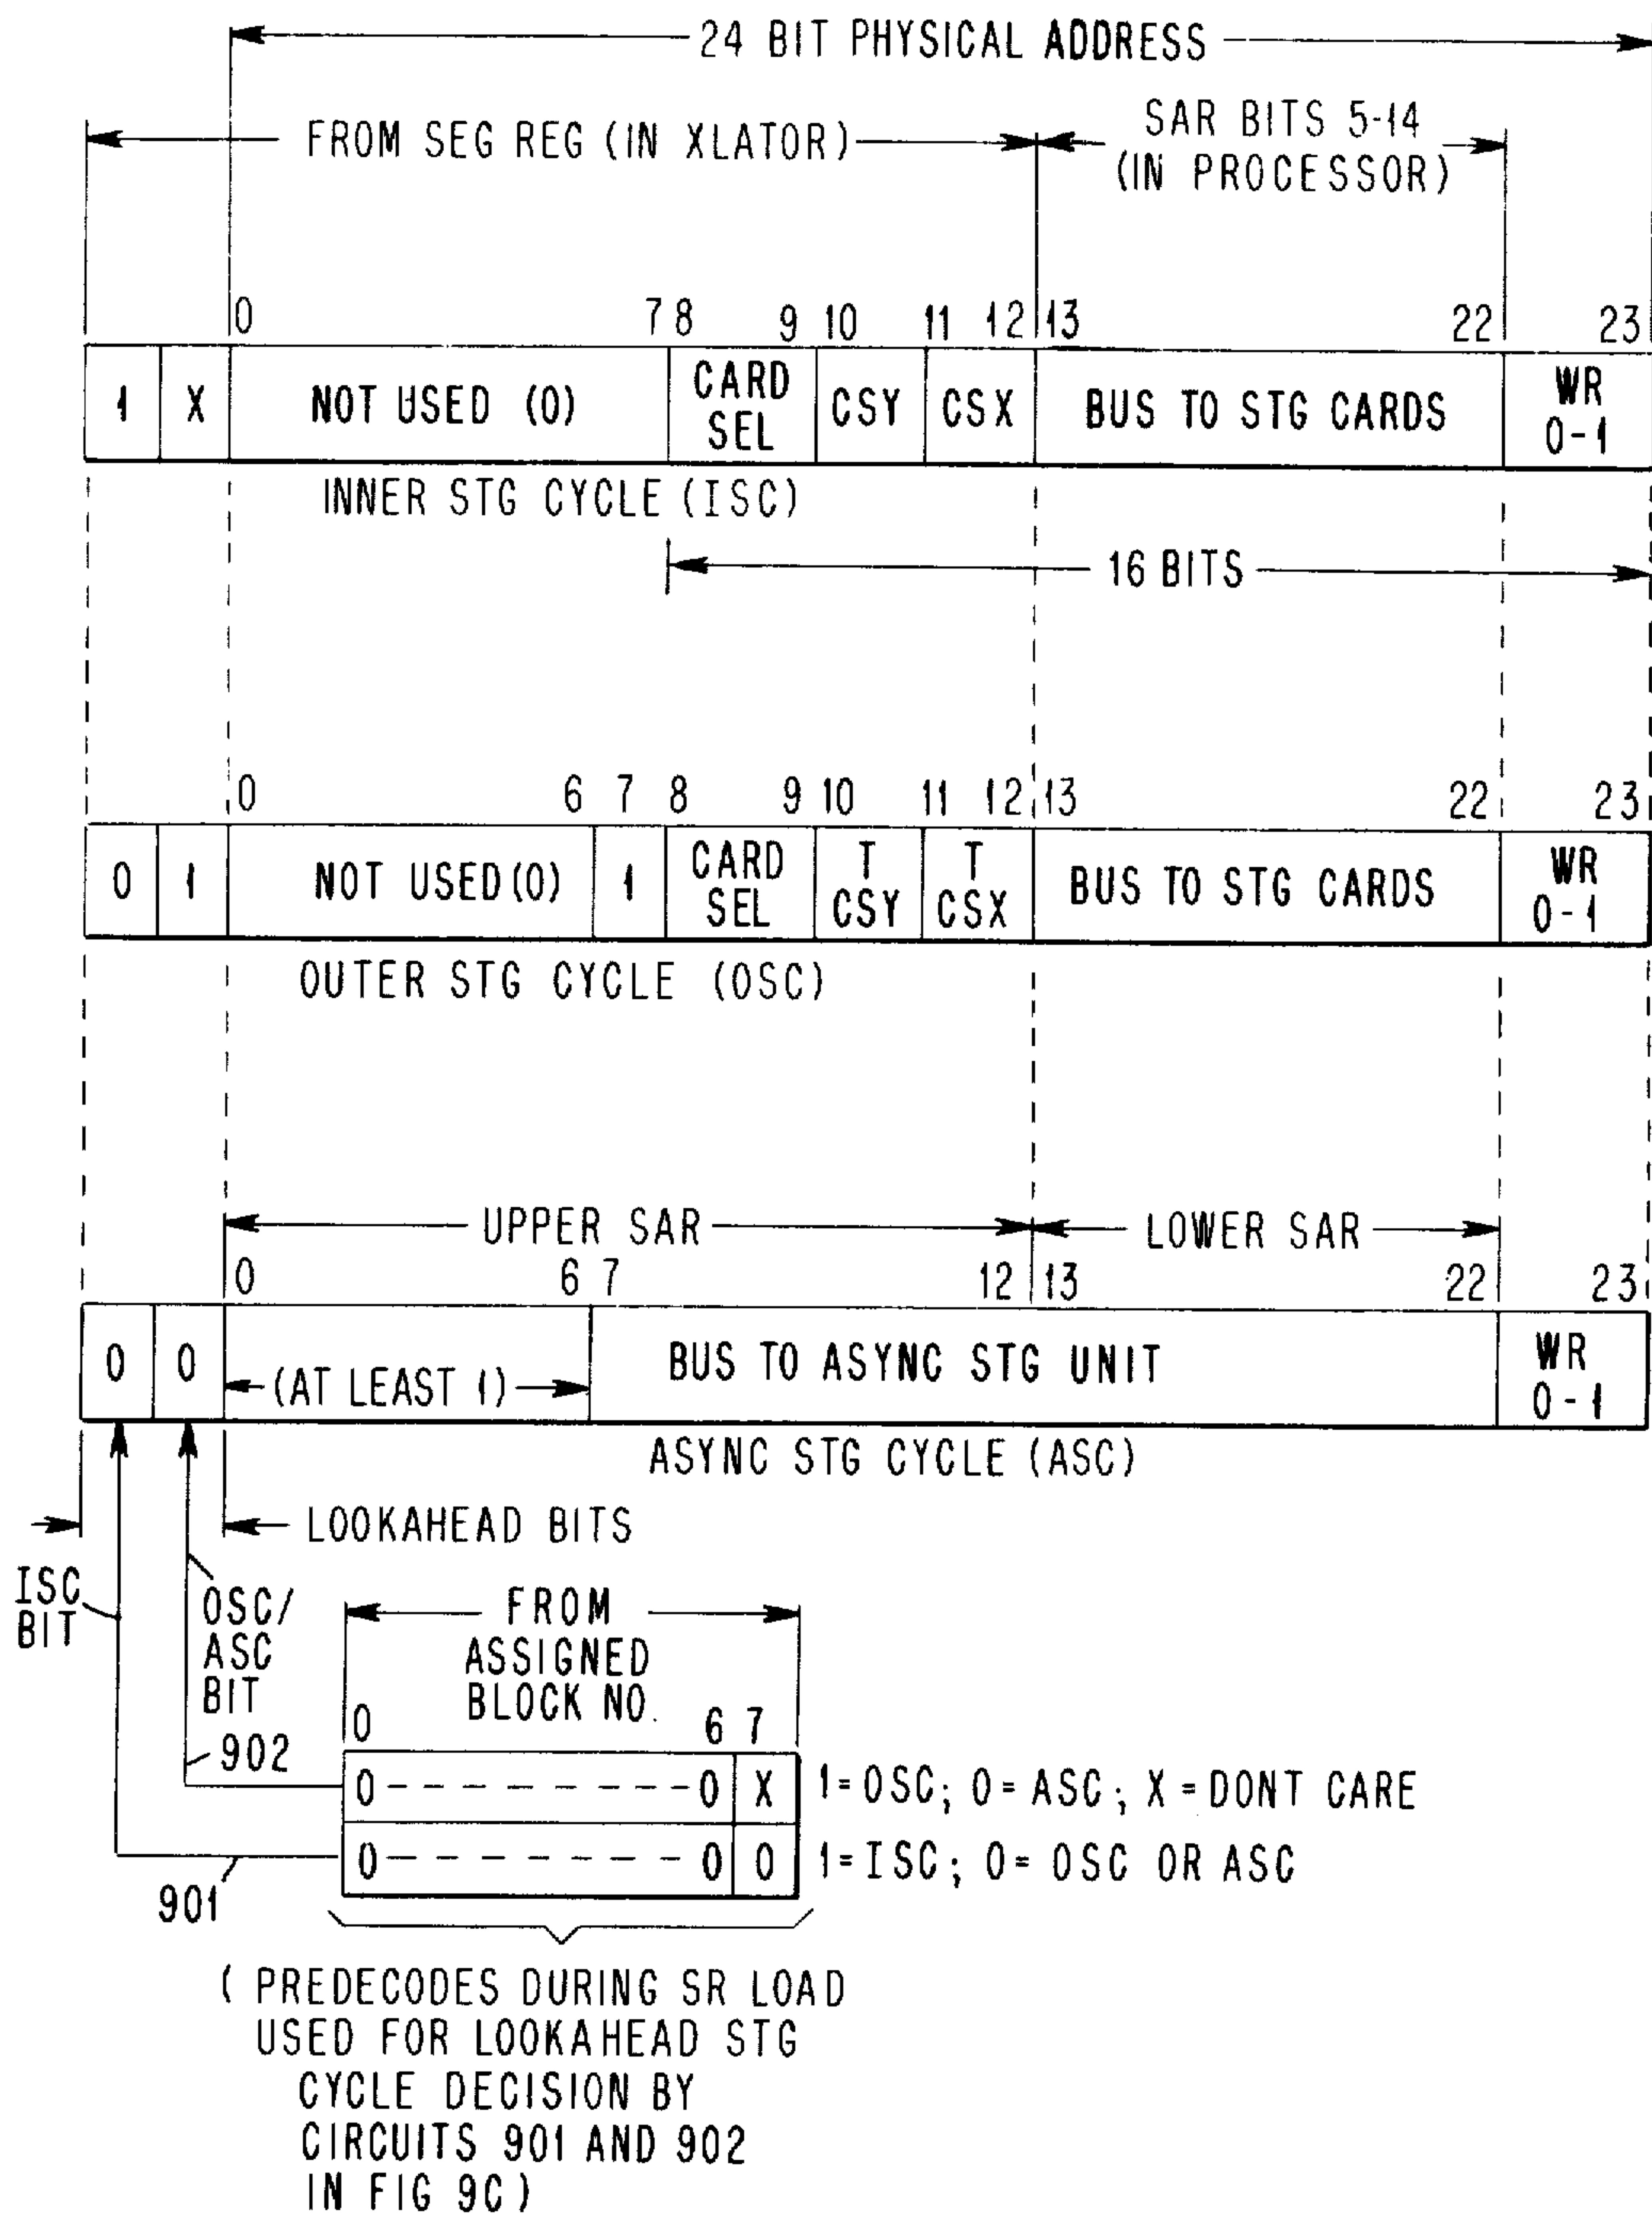 24 BIT PHYSICAL ADDRESS
FROM SEG REG (IN XLATOR)
SAR BITS 5-14
(IN PROCESSOR)
0 7 8 9 10 11 12 13 22 23
1 X NOT USED (0) CARD SEL CSY CSX BUS TO STG CARDS WR 0-1
INNER STG CYCLE (ISC)
16 BITS
0 6 7 8 9 10 11 12 13 22 23
0 1 NOT USED (0) 1 CARD SEL T CSY T CSX BUS TO STG CARDS WR 0-1
OUTER STG CYCLE (OSC)
UPPER SAR LOWER SAR
0 6 7 12 13 22 23
0 0 (AT LEAST 1) BUS TO ASYNC STG UNIT WR 0-1
ASYNC STG CYCLE (ASC)
LOOKAHEAD BITS
ISC
BIT
OSC/
ASC
BIT
902
FROM
ASSIGNED
BLOCK NO.
0 6 7
0 - - - - - - - 0 X 1=OSC; 0=ASC; X=DONT CARE
0 - - - - - - - 0 0 1=ISC; 0= OSC OR ASC
901
( PREDECODES DURING SR LOAD
USED FOR LOOKAHEAD STG
CYCLE DECISION BY
CIRCUITS 901 AND 902
IN FIG 9C)